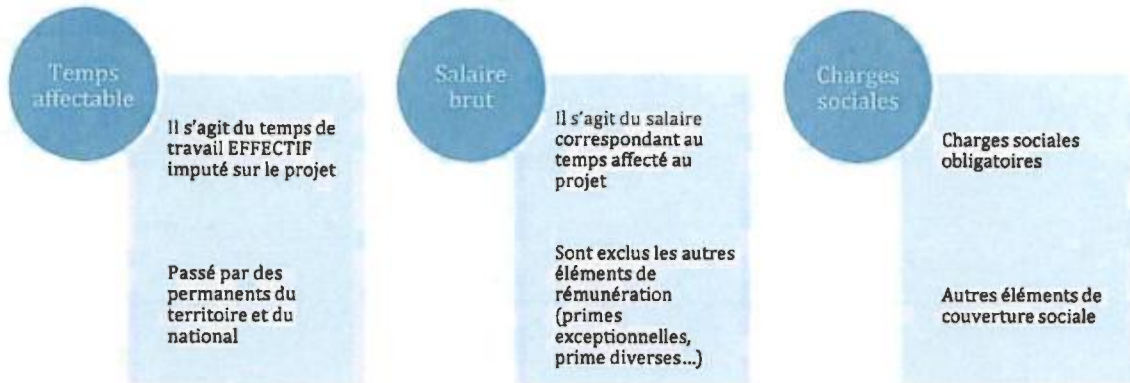 Temps
affectable
Il s'agit du temps de
travail EFFECTIF
imputé sur le projet
Passé par des
permanents du
territoire et du
national
Salaire
brut
Il s'agit du salaire
correspondant au
temps affecté au
projet
Sont exclus les autres
éléments de
rémunération
(primes
exceptionnelles,
prime diverses...)
Charges
sociales
Charges sociales
obligatoires
Autres éléments de
couverture sociale